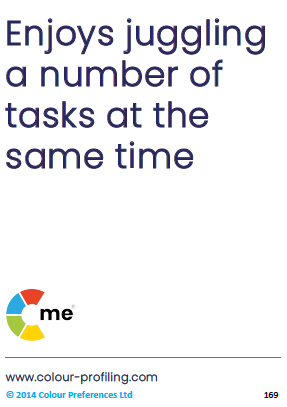 Enjoys juggling
a number of
tasks at the
same time
me®
www.colour-profiling.com
© 2014 Colour Preferences Ltd 169